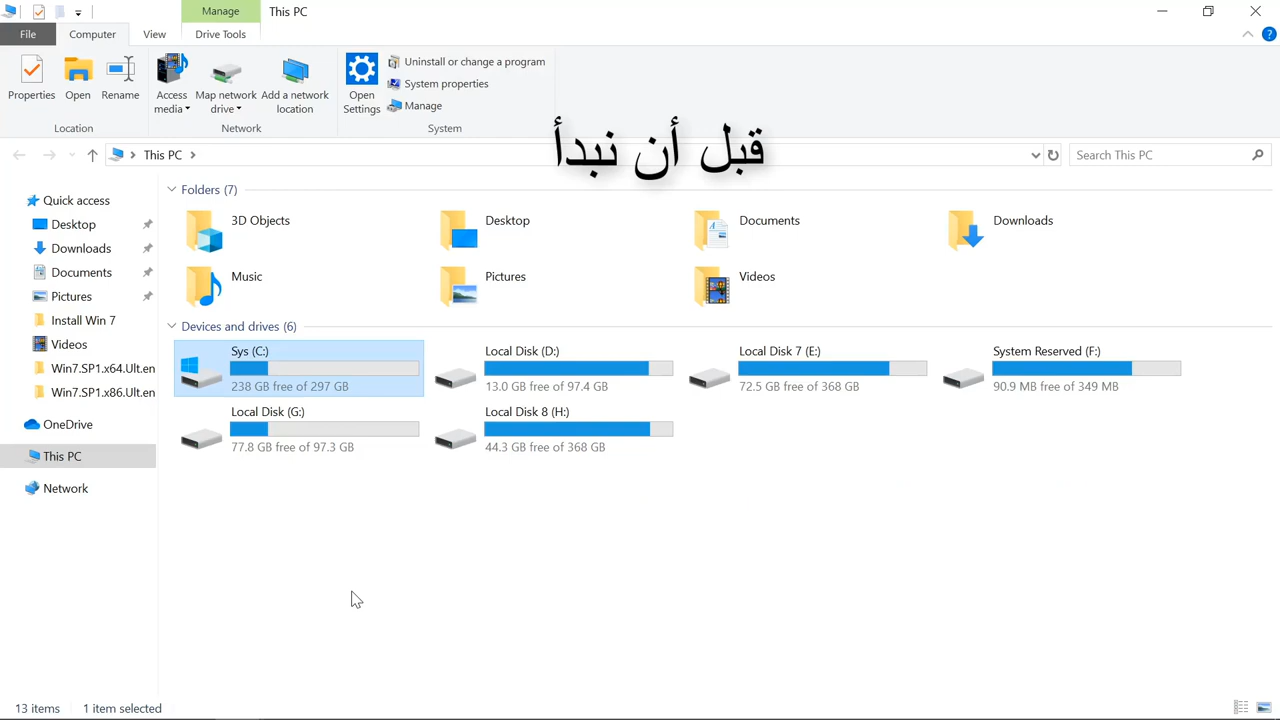 Manage
This PC
File
Computer
View
Drive Tools
Properties
Open
Rename
Access media
Map network drive
Add a network location
Open Settings
Uninstall or change a program
System properties
Manage
Location
Network
System
قبل أن نبدأ
This PC
Search This PC
Quick access
Desktop
Downloads
Documents
Pictures
Install Win 7
Videos
Win7.SP1.x64.Ult.en
Win7.SP1.x86.Ult.en
OneDrive
This PC
Network
Folders (7)
3D Objects
Desktop
Documents
Downloads
Music
Pictures
Videos
Devices and drives (6)
Sys (C:)
238 GB free of 297 GB
Local Disk (D:)
13.0 GB free of 97.4 GB
Local Disk 7 (E:)
72.5 GB free of 368 GB
System Reserved (F:)
90.9 MB free of 349 MB
Local Disk (G:)
77.8 GB free of 97.3 GB
Local Disk 8 (H:)
44.3 GB free of 368 GB
13 items
1 item selected